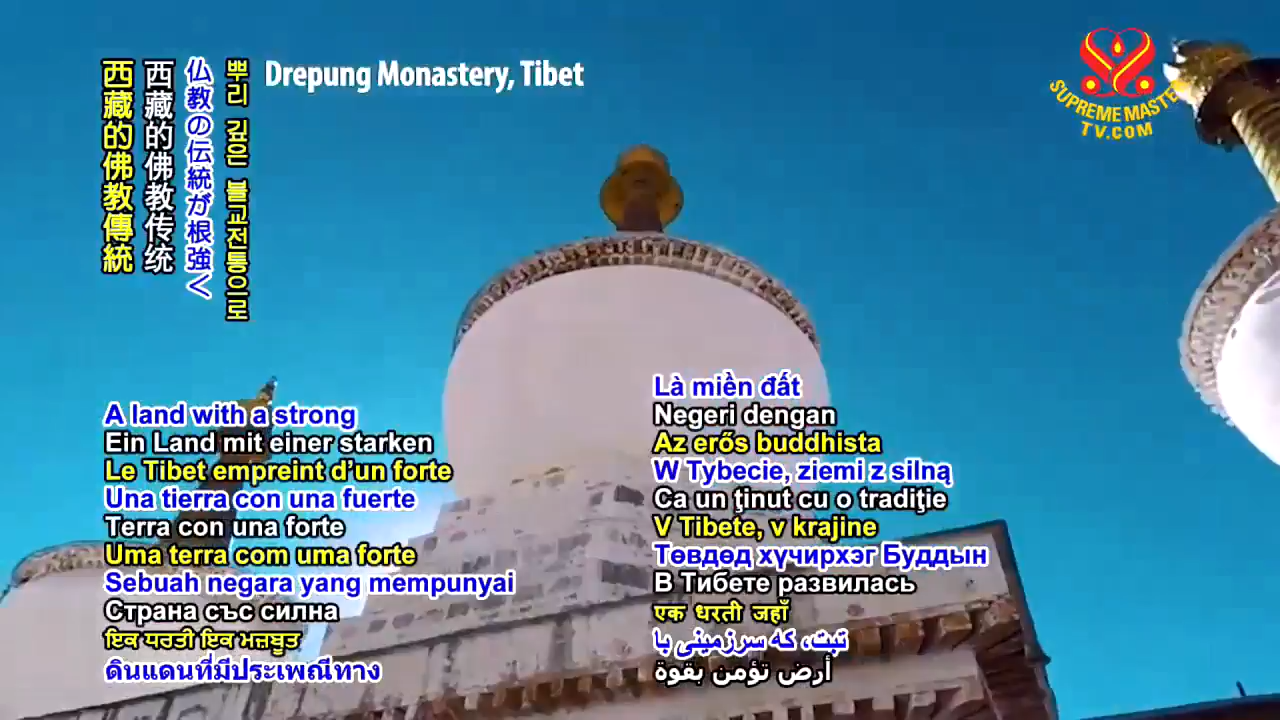 Drepung Monastery, Tibet
SUPREME MASTER
TV.COM
뿌리 깊은 불교전통으로
仏教の伝統が根強く
西藏的佛教传统
西藏的佛教傳統
A land with a strong
Ein Land mit einer starken
Le Tibet empreint d’un forte
Una tierra con una fuerte
Terra con una forte
Uma terra com uma forte
Sebuah negara yang mempunyai
Страна със силна
ਇਕ ਧਰਤੀ ਇਕ ਮਜ਼ਬੂਤ
ดินแดนที่มีประเพณีทาง
Là miền đất
Negeri dengan
Az erős buddhista
W Tybecie, ziemi z silną
Ca un ţinut cu o tradiţie
V Tibete, v krajine
Төвдөд хүчирхэг Буддын
В Тибете развилась
एक धरती जहाँ
تبت، که سرزمینی با
أرض تؤمن بقوة